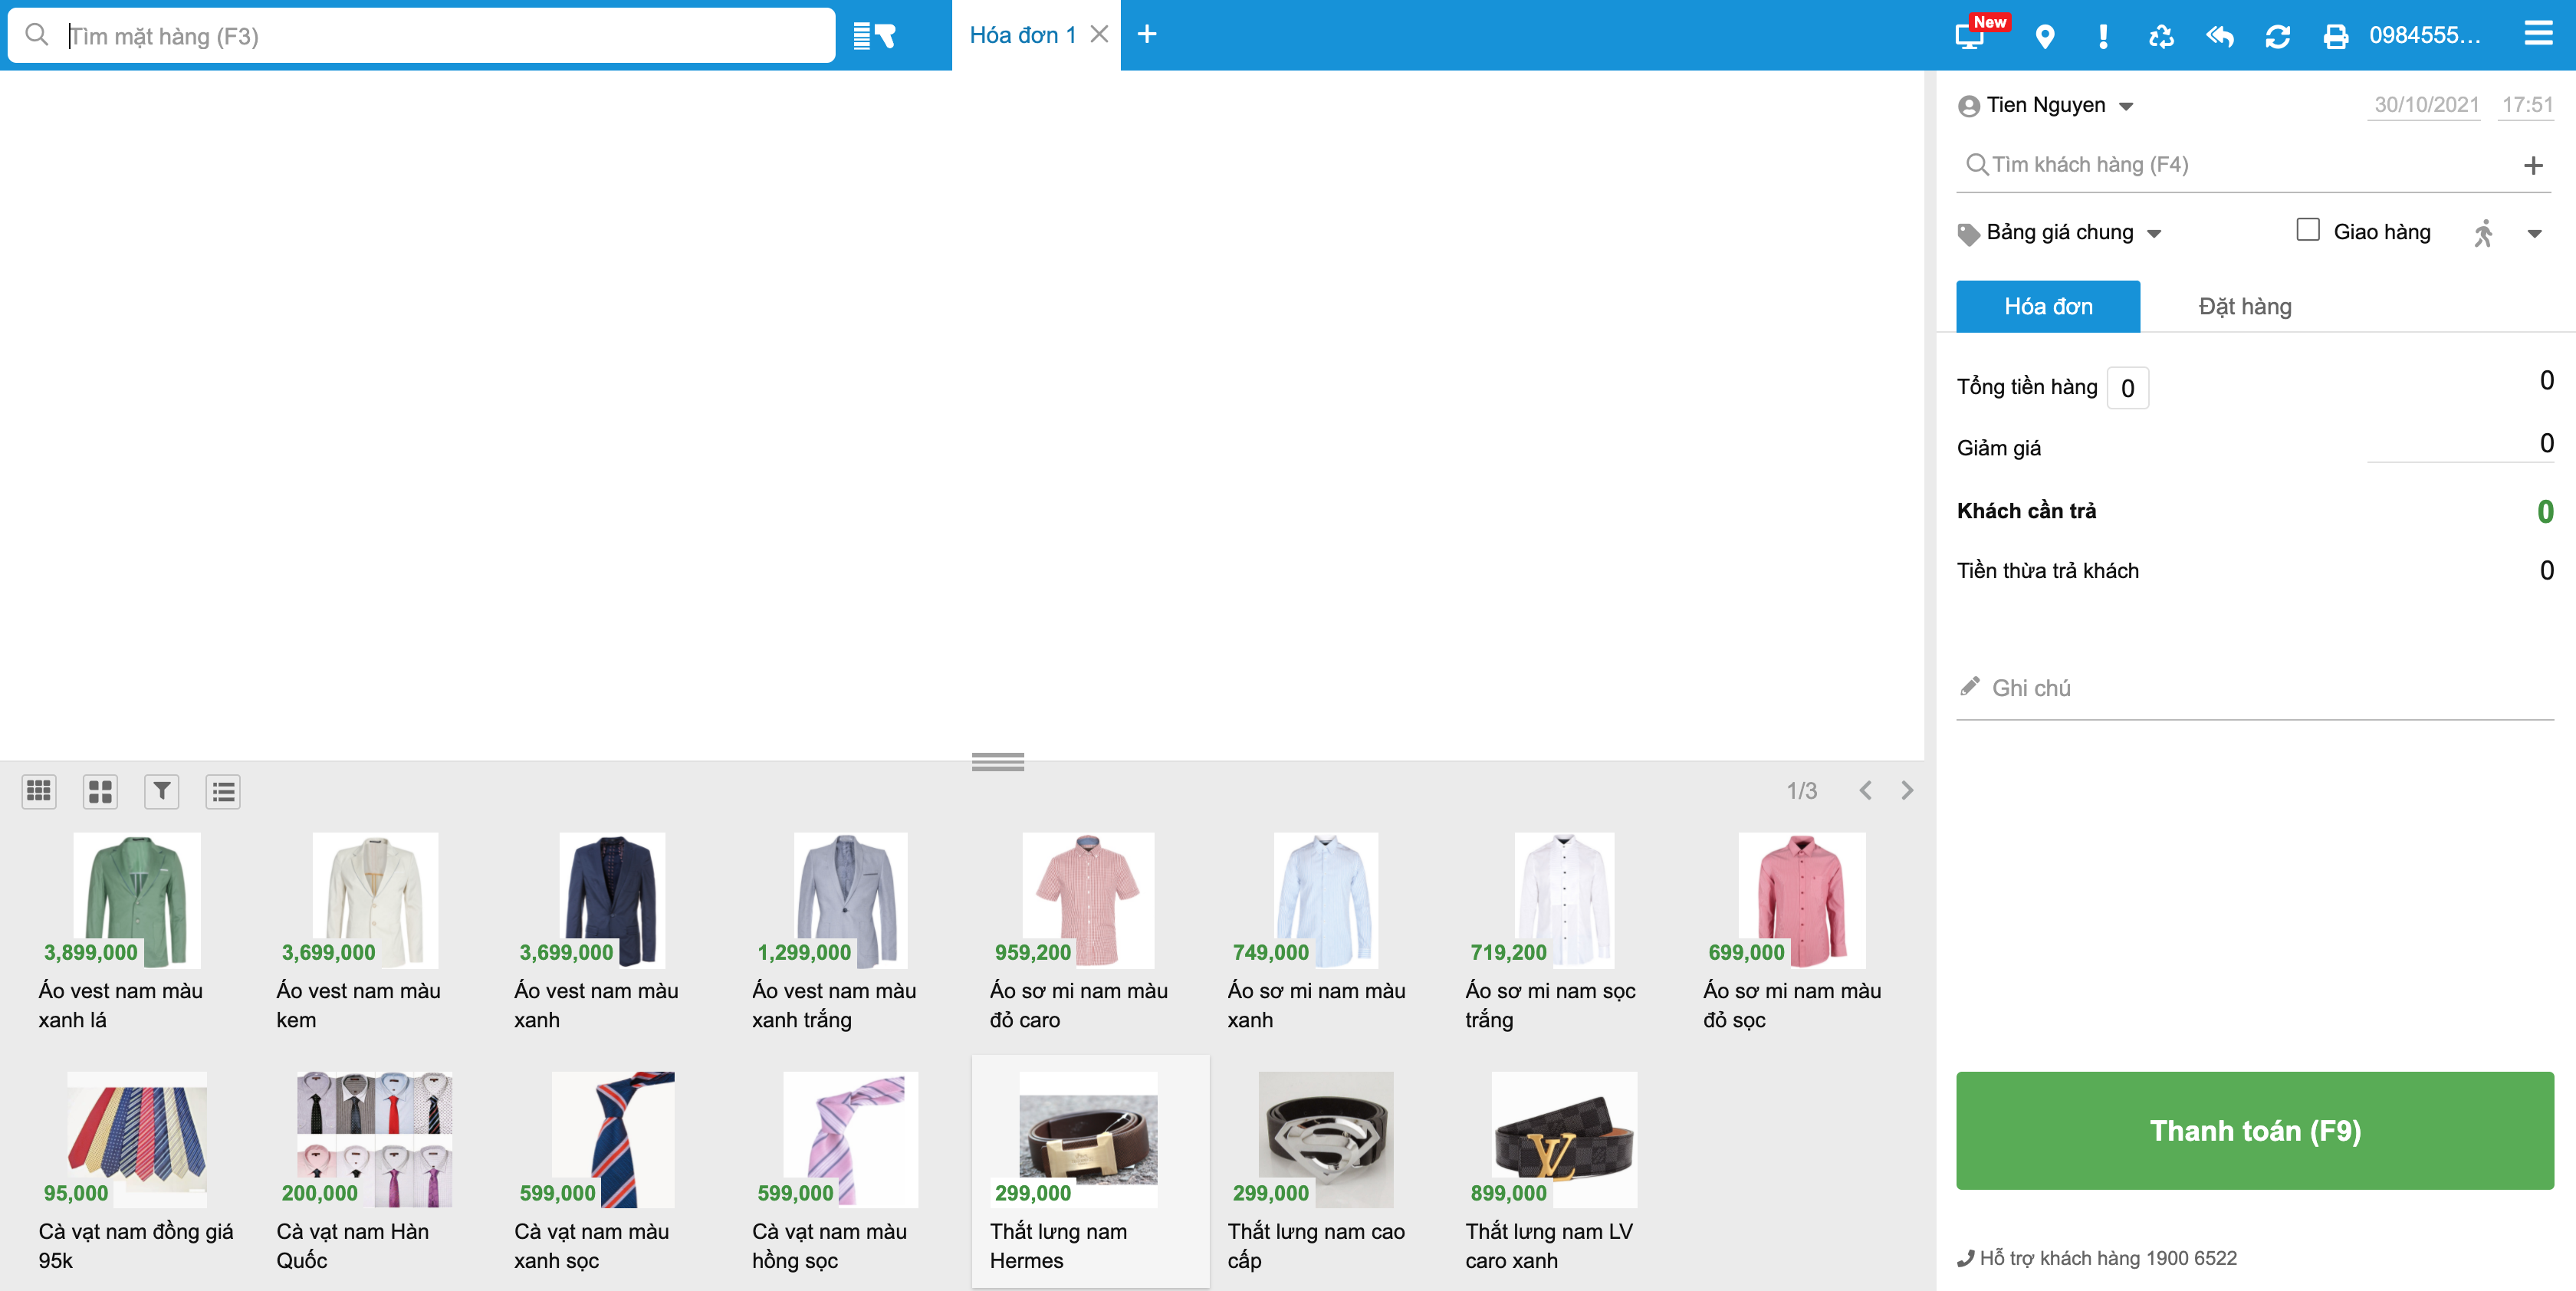 Tìm mặt hàng (F3)
Hóa đơn 1
New
0984555...
Tien Nguyen
30/10/2021 17:51
Tìm khách hàng (F4)
Bảng giá chung
Giao hàng
Hóa đơn
Đặt hàng
Tổng tiền hàng 0 0
Giảm giá 0
Khách cần trả 0
Tiền thừa trả khách 0
Ghi chú
1/3
3,899,000
Áo vest nam màu
xanh lá
3,699,000
Áo vest nam màu
kem
3,699,000
Áo vest nam màu
xanh
1,299,000
Áo vest nam màu
xanh trắng
959,200
Áo sơ mi nam màu
đỏ caro
749,000
Áo sơ mi nam màu
xanh
719,200
Áo sơ mi nam sọc
trắng
699,000
Áo sơ mi nam màu
đỏ sọc
95,000
Cà vạt nam đồng giá
95k
200,000
Cà vạt nam Hàn
Quốc
599,000
Cà vạt nam màu
xanh sọc
599,000
Cà vạt nam màu
hồng sọc
299,000
Thắt lưng nam
Hermes
299,000
Thắt lưng nam cao
cấp
899,000
Thắt lưng nam LV
caro xanh
Thanh toán (F9)
Hỗ trợ khách hàng 1900 6522